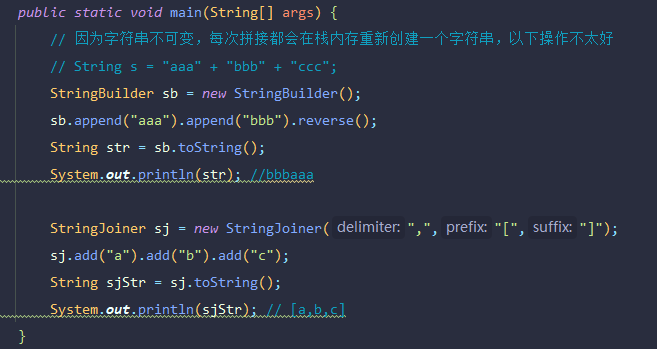 public static void main(String[] args) {
// 因为字符串不可变，每次拼接都会在栈内存重新创建一个字符串，以下操作不太好
// String s = "aaa" + "bbb" + "ccc";
StringBuilder sb = new StringBuilder();
sb.append("aaa").append("bbb").reverse();
String str = sb.toString();
System.out.println(str); //bbbaaa
StringJoiner sj = new StringJoiner( delimiter: ",", prefix: "[", suffix: "]");
sj.add("a").add("b").add("c");
String sjStr = sj.toString();
System.out.println(sjStr); // [a,b,c]
}